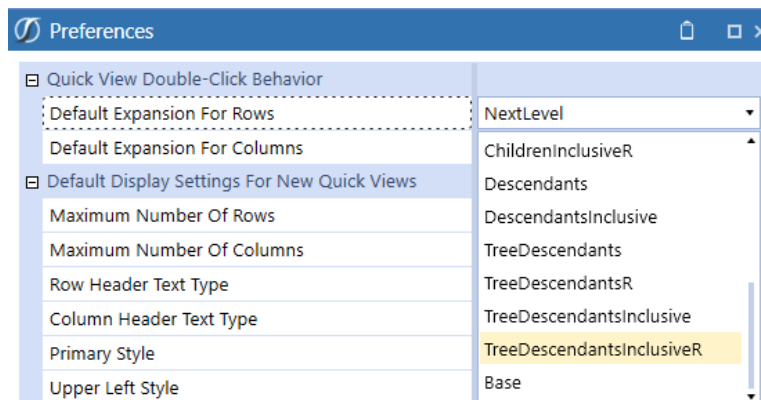 Preferences
Quick View Double-Click Behavior
Default Expansion For Rows
NextLevel
Default Expansion For Columns
ChildrenInclusiveR
Default Display Settings For New Quick Views
Descendants
Maximum Number Of Rows
DescendantsInclusive
Maximum Number Of Columns
TreeDescendants
Row Header Text Type
TreeDescendantsR
Column Header Text Type
TreeDescendantsInclusive
Primary Style
TreeDescendantsInclusiveR
Upper Left Style
Base